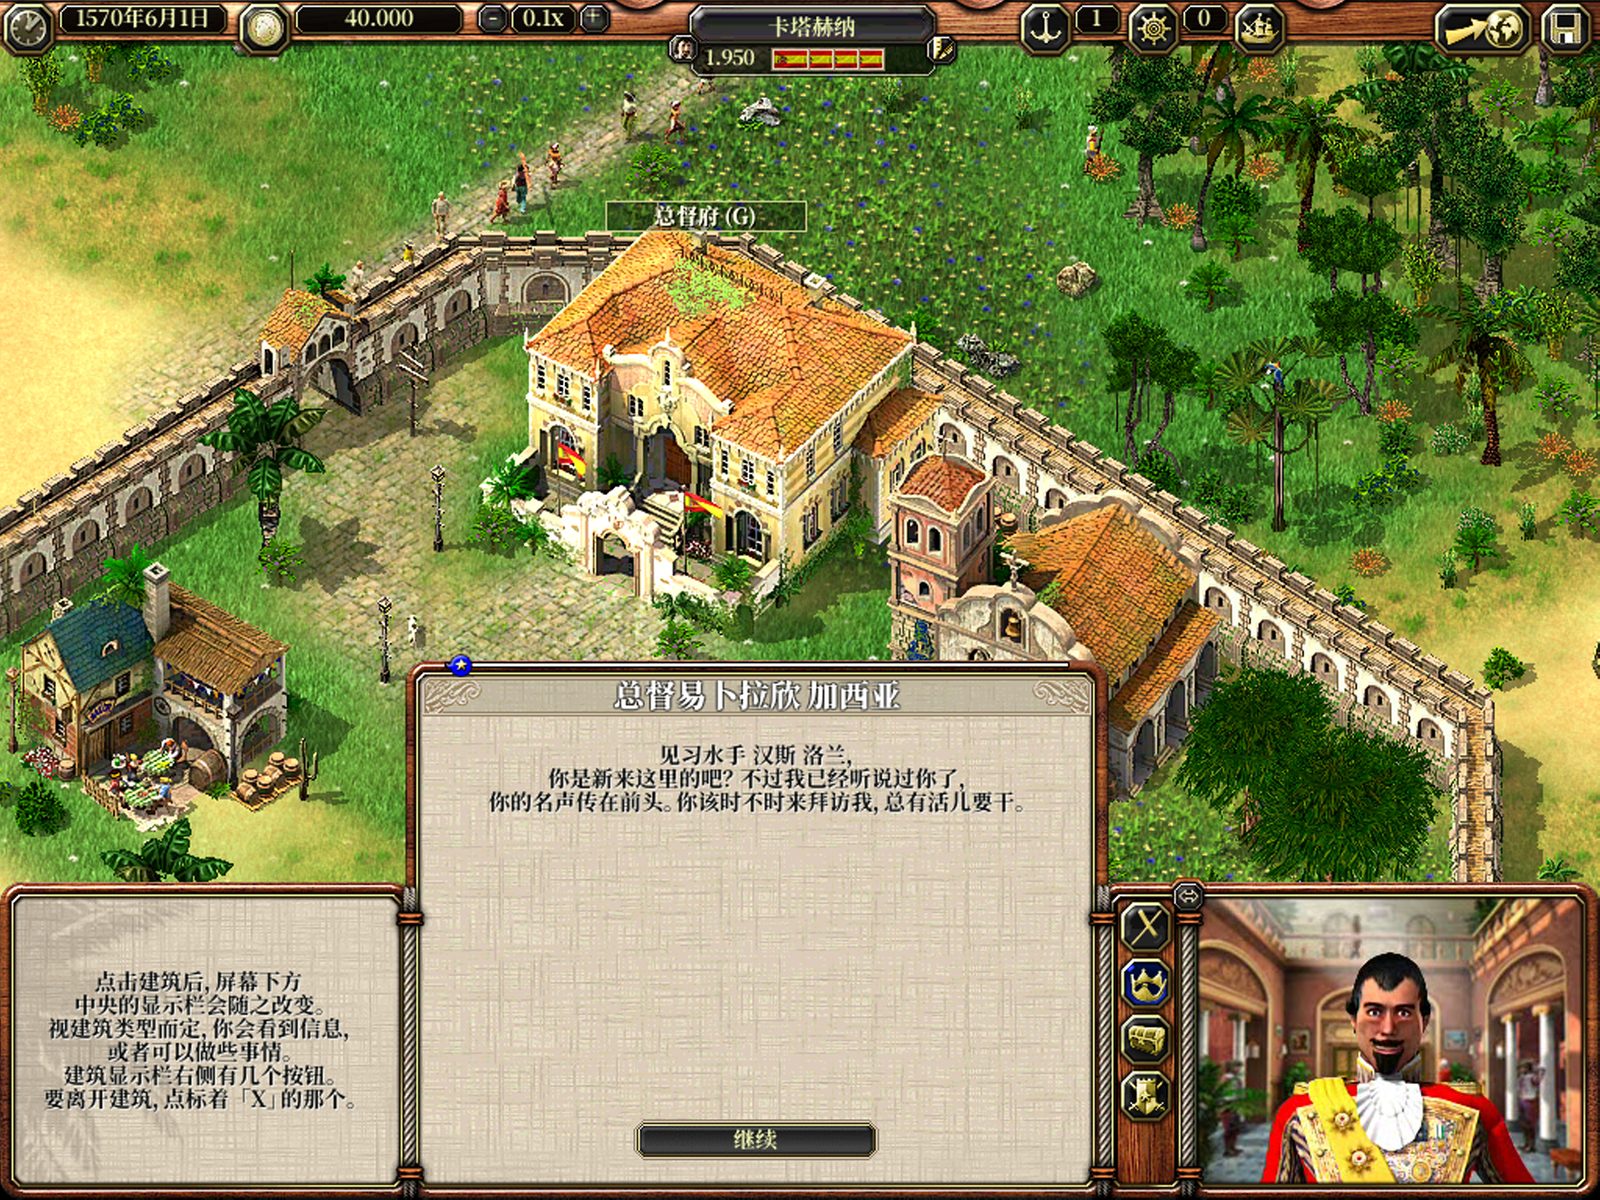 1570年6月1日
40.000
- 0.1x +
卡塔赫纳
1.950
1
0
总督府 (G)
总督易卜拉欣 加西亚
见习水手 汉斯 洛兰,
你是新来这里的吧? 不过我已经听说过你了,
你的名声传在前头。你该时不时来拜访我, 总有活儿要干。
继续
点击建筑后, 屏幕下方
中央的显示栏会随之改变。
视建筑类型而定, 你会看到信息,
或者可以做些事情。
建筑显示栏右侧有几个按钮。
要离开建筑, 点标着「X」的那个。